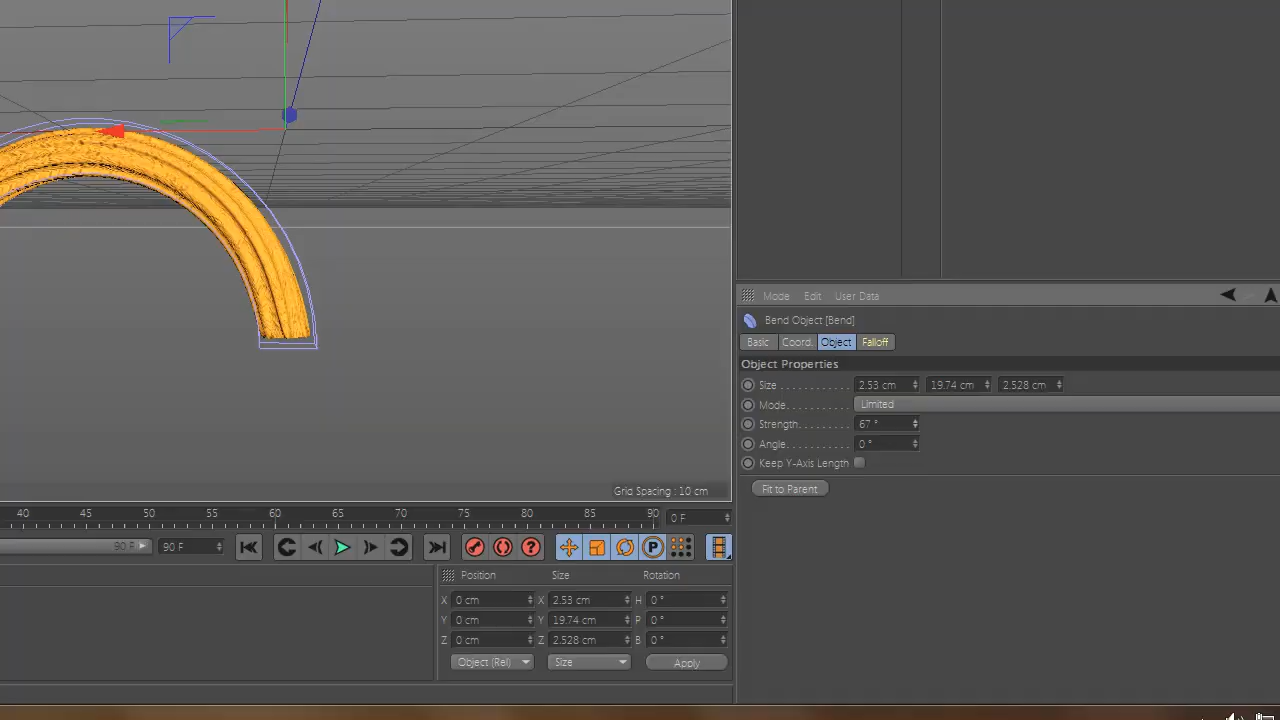 Mode Edit User Data
Bend Object [Bend]
Basic Coord. Object Falloff
Object Properties
Size . . . . . . . . . . . . 2.53 cm 19.74 cm 2.528 cm
Mode. . . . . . . . . . . Limited
Strength. . . . . . . . 67 °
Angle. . . . . . . . . . . 0 °
Keep Y-Axis Length
Fit to Parent
Grid Spacing : 10 cm
40 45 50 55 60 65 70 75 80 85 90 0 F
90 F 90 F
P
Position Size Rotation
X 0 cm X 2.53 cm H 0 °
Y 0 cm Y 19.74 cm P 0 °
Z 0 cm Z 2.528 cm B 0 °
Object (Rel) Size Apply